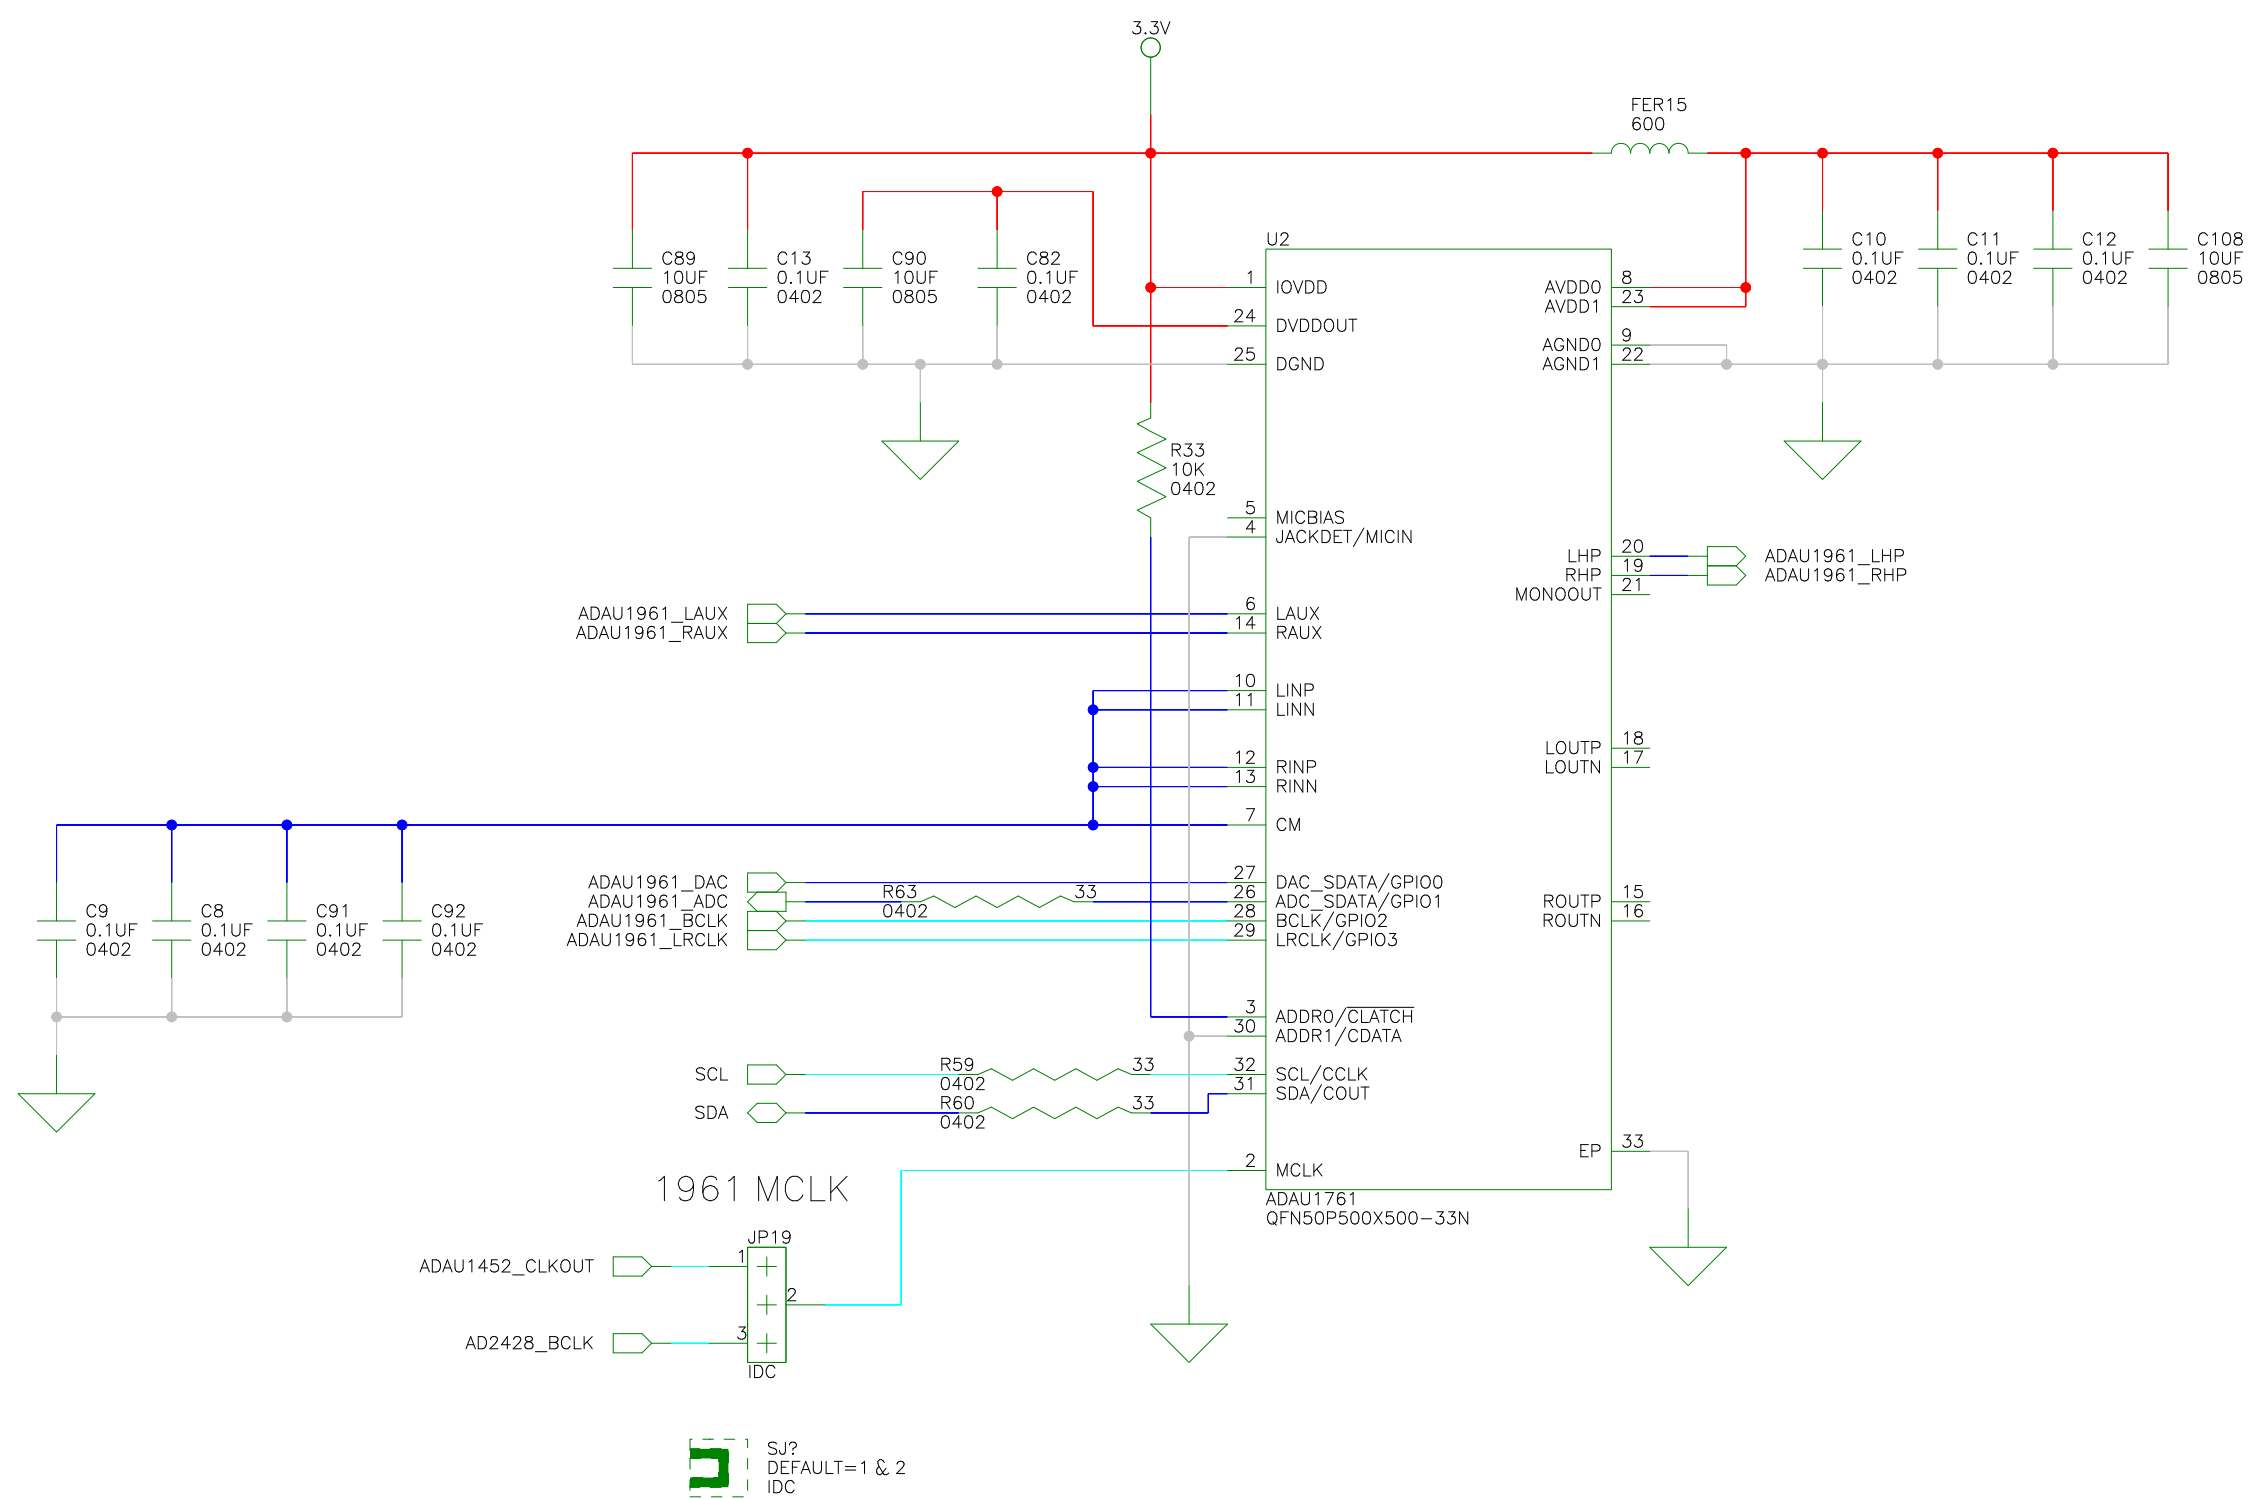 3.3V
FER15
600
C89
10UF
0805
C13
0.1UF
0402
C90
10UF
0805
C82
0.1UF
0402
C10
0.1UF
0402
C11
0.1UF
0402
C12
0.1UF
0402
C108
10UF
0805
R33
10K
0402
U2
1 IOVDD
24 DVDDOUT
25 DGND
5 MICBIAS
4 JACKDET/MICIN
ADAU1961_LAUX 6 LAUX
ADAU1961_RAUX 14 RAUX
10 LINP
11 LINN
12 RINP
13 RINN
7 CM
ADAU1961_DAC 27 DAC_SDATA/GPIO0
ADAU1961_ADC R63 33 0402 26 ADC_SDATA/GPIO1
ADAU1961_BCLK 28 BCLK/GPIO2
ADAU1961_LRCLK 29 LRCLK/GPIO3
3 ADDR0/CLATCH
30 ADDR1/CDATA
SCL R59 33 0402 32 SCL/CCLK
SDA R60 33 0402 31 SDA/COUT
2 MCLK
AVDD0 8
AVDD1 23
AGND0 9
AGND1 22
LHP 20 ADAU1961_LHP
RHP 19 ADAU1961_RHP
MONOOUT 21
LOUTP 18
LOUTN 17
ROUTP 15
ROUTN 16
EP 33
ADAU1761
QFN50P500X500-33N
C9
0.1UF
0402
C8
0.1UF
0402
C91
0.1UF
0402
C92
0.1UF
0402
1961 MCLK
JP19
ADAU1452_CLKOUT 1
2
AD2428_BCLK 3
IDC
SJ?
DEFAULT=1 & 2
IDC